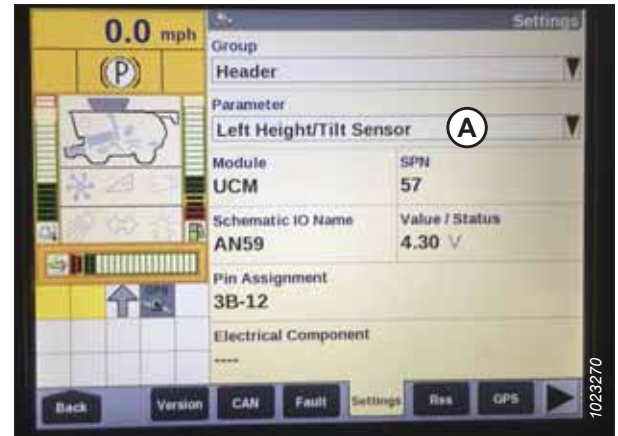 0.0 mph
Settings
(P)
Group
Header
Parameter
Left Height/Tilt Sensor
A
Module
SPN
UCM
57
Schematic IO Name
Value / Status
AN59
4.30 V
Pin Assignment
3B-12
GPS
Electrical Component
----
Back
Version
CAN
Fault
Settings
Res
GPS
1023270